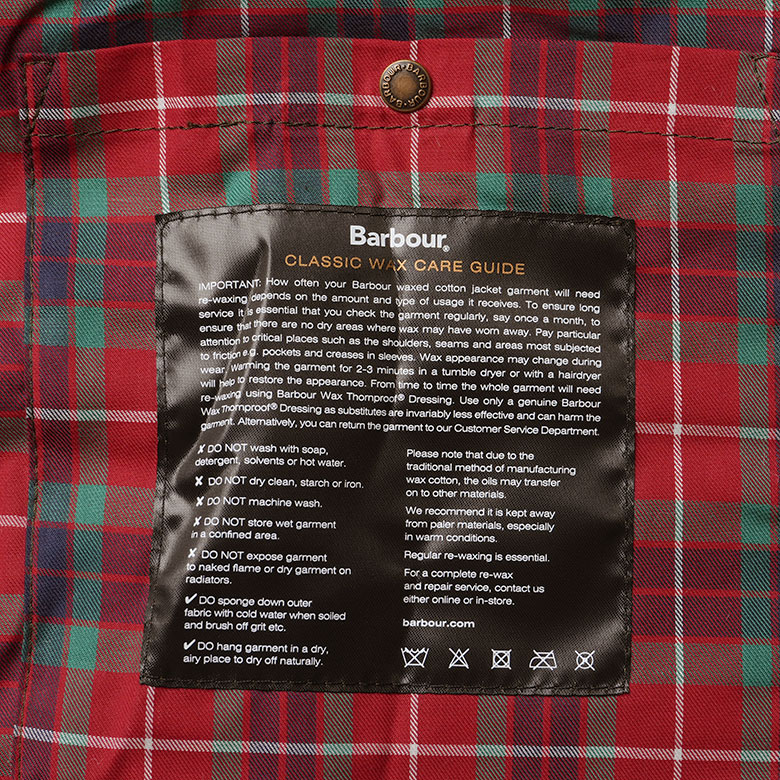 BARBOUR • BARBOUR •
Barbour®
CLASSIC WAX CARE GUIDE
IMPORTANT: How often your Barbour waxed cotton jacket garment will need
re-waxing depends on the amount and type of usage it receives. To ensure long
service it is essential that you check the garment regularly, say once a month, to
ensure that there are no dry areas where wax may have worn away. Pay particular
attention to critical places such as the shoulders, seams and areas most subjected
to friction e.g. pockets and creases in sleeves. Wax appearance may change during
wear. Warming the garment for 2-3 minutes in a tumble dryer or with a hairdryer
will help to restore the appearance. From time to time the whole garment will need
re-waxing using Barbour Wax Thornproof® Dressing. Use only a genuine Barbour
Wax Thornproof® Dressing as substitutes are invariably less effective and can harm the
garment. Alternatively, you can return the garment to our Customer Service Department.
✗ DO NOT wash with soap,
detergent, solvents or hot water.
✗ DO NOT dry clean, starch or iron.
✗ DO NOT machine wash.
✗ DO NOT store wet garment
in a confined area.
✗ DO NOT expose garment
to naked flame or dry garment on
radiators.
✓ DO sponge down outer
fabric with cold water when soiled
and brush off grit etc.
✓ DO hang garment in a dry,
airy place to dry off naturally.
Please note that due to the
traditional method of manufacturing
wax cotton, the oils may transfer
on to other materials.
We recommend it is kept away
from paler materials, especially
in warm conditions.
Regular re-waxing is essential.
For a complete re-wax
and repair service, contact us
either online or in-store.
barbour.com